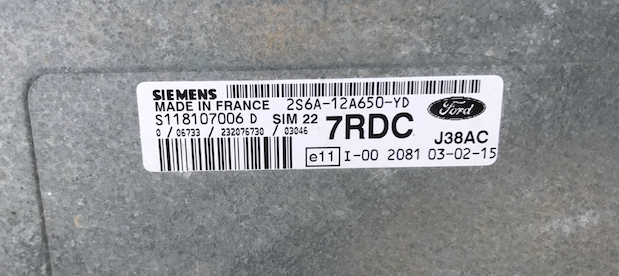 SIEMENS
MADE IN FRANCE 2S6A-12A650-YD
S118107006 D SIM 22 7RDC Ford
0 / 06733 / 232076730 / 03046 J38AC
e11 I-00 2081 03-02-15